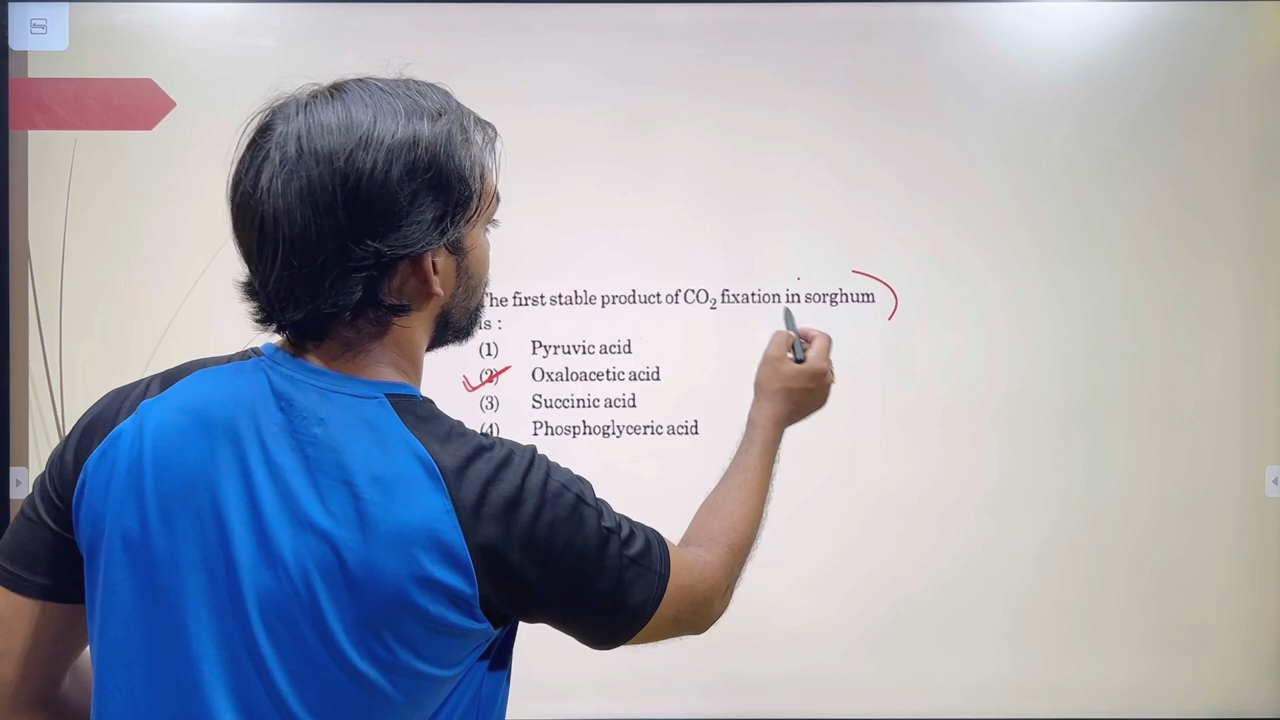 The first stable product of CO₂ fixation in sorghum
is :
(1) Pyruvic acid
(2) Oxaloacetic acid
(3) Succinic acid
(4) Phosphoglyceric acid